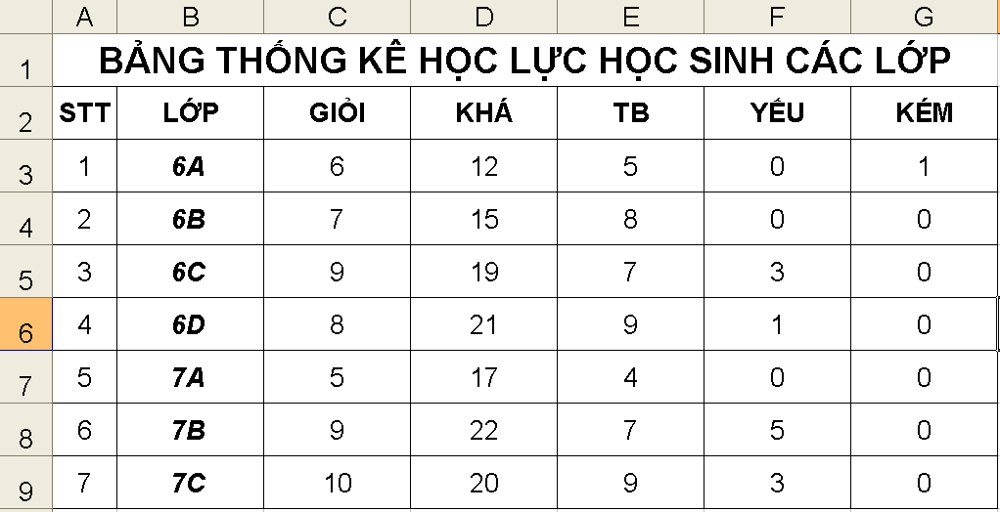 A B C D E F G
1 BẢNG THỐNG KÊ HỌC LỰC HỌC SINH CÁC LỚP
2 STT LỚP GIỎI KHÁ TB YẾU KÉM
3 1 6A 6 12 5 0 1
4 2 6B 7 15 8 0 0
5 3 6C 9 19 7 3 0
6 4 6D 8 21 9 1 0
7 5 7A 5 17 4 0 0
8 6 7B 9 22 7 5 0
9 7 7C 10 20 9 3 0